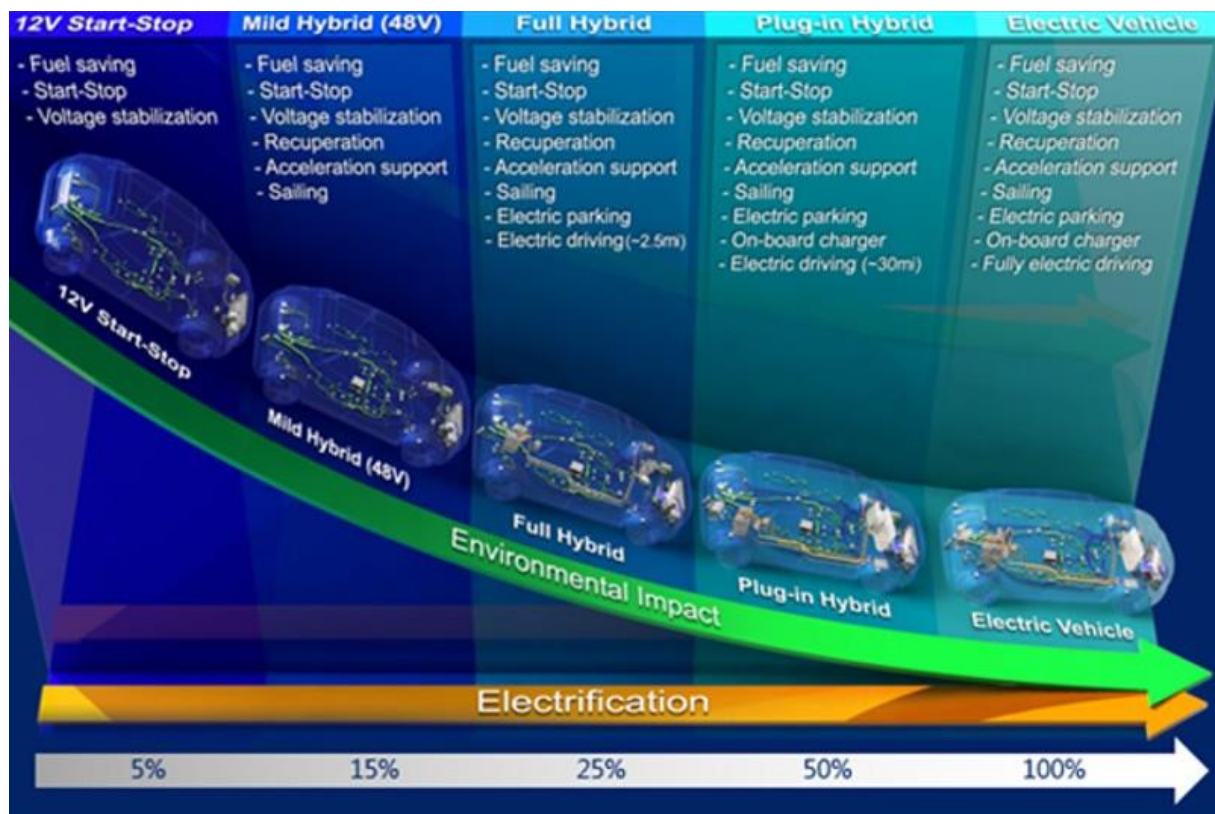 12V Start-Stop
- Fuel saving
- Start-Stop
- Voltage stabilization
Mild Hybrid (48V)
- Fuel saving
- Start-Stop
- Voltage stabilization
- Recuperation
- Acceleration support
- Sailing
Full Hybrid
- Fuel saving
- Start-Stop
- Voltage stabilization
- Recuperation
- Acceleration support
- Sailing
- Electric parking
- Electric driving (~2.5mi)
Plug-in Hybrid
- Fuel saving
- Start-Stop
- Voltage stabilization
- Recuperation
- Acceleration support
- Sailing
- Electric parking
- On-board charger
- Electric driving (~30mi)
Electric Vehicle
- Fuel saving
- Start-Stop
- Voltage stabilization
- Recuperation
- Acceleration support
- Sailing
- Electric parking
- On-board charger
- Fully electric driving
12V Start-Stop
Mild Hybrid (48V)
Full Hybrid
Plug-in Hybrid
Electric Vehicle
Environmental Impact
Electrification
5% 15% 25% 50% 100%